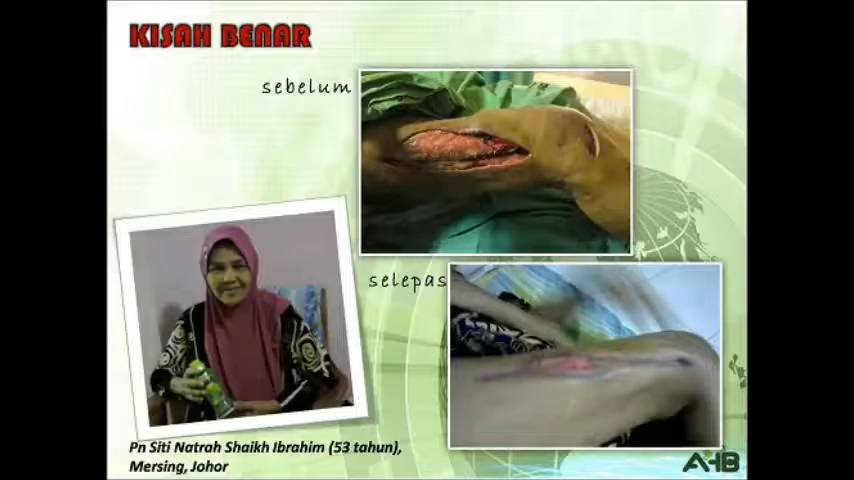 KISAH BENAR
sebelum
selepas
Pn Siti Natrah Shaikh Ibrahim (53 tahun),
Mersing, Johor
AHB